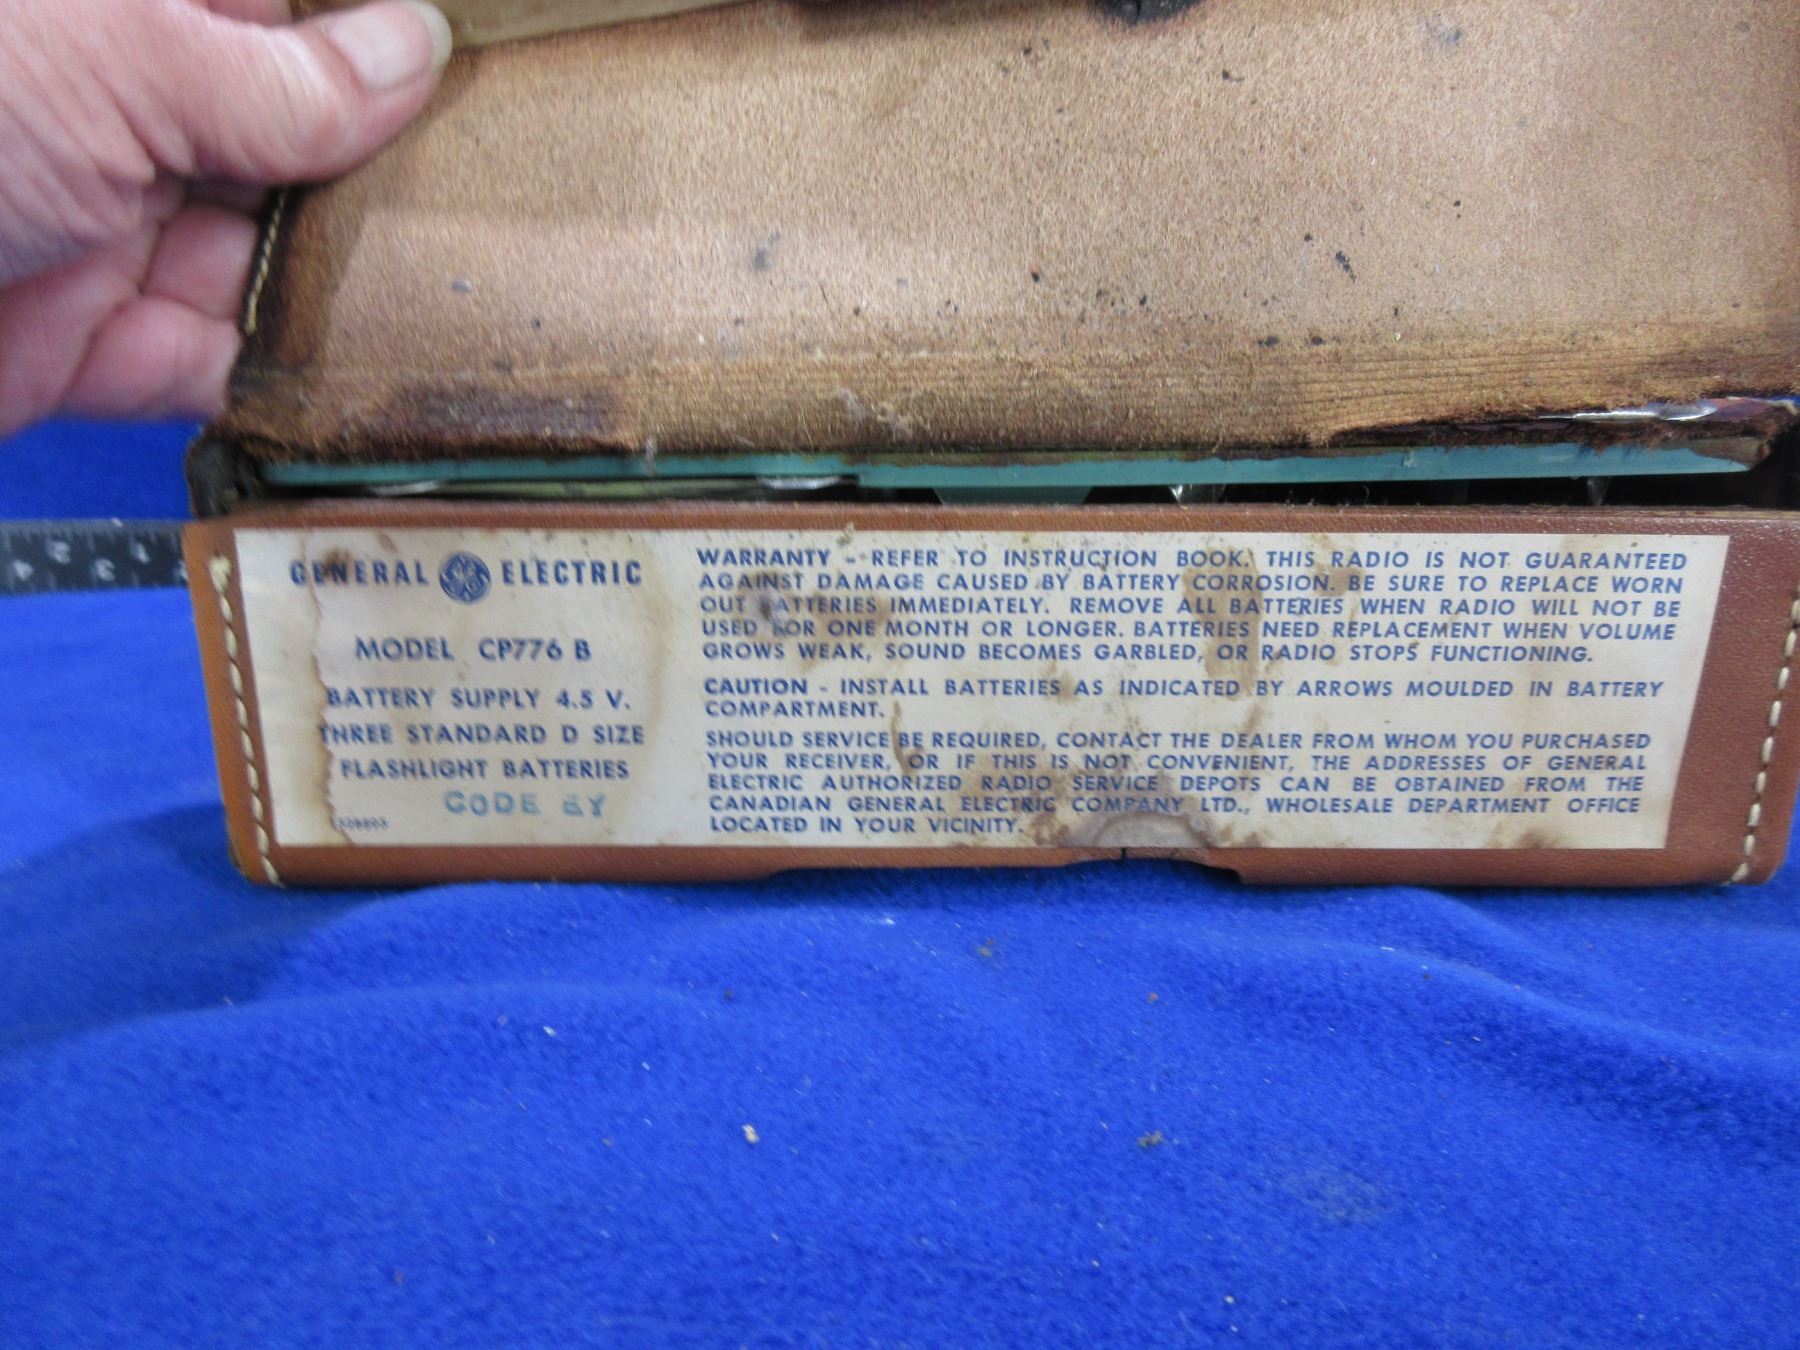 GENERAL GE ELECTRIC
MODEL CP776 B
BATTERY SUPPLY 4.5 V.
THREE STANDARD D SIZE
FLASHLIGHT BATTERIES
CODE EY
WARRANTY - REFER TO INSTRUCTION BOOK. THIS RADIO IS NOT GUARANTEED
AGAINST DAMAGE CAUSED BY BATTERY CORROSION. BE SURE TO REPLACE WORN
OUT BATTERIES IMMEDIATELY. REMOVE ALL BATTERIES WHEN RADIO WILL NOT BE
USED FOR ONE MONTH OR LONGER. BATTERIES NEED REPLACEMENT WHEN VOLUME
GROWS WEAK, SOUND BECOMES GARBLED, OR RADIO STOPS FUNCTIONING.
CAUTION - INSTALL BATTERIES AS INDICATED BY ARROWS MOULDED IN BATTERY
COMPARTMENT.
SHOULD SERVICE BE REQUIRED, CONTACT THE DEALER FROM WHOM YOU PURCHASED
YOUR RECEIVER, OR IF THIS IS NOT CONVENIENT, THE ADDRESSES OF GENERAL
ELECTRIC AUTHORIZED RADIO SERVICE DEPOTS CAN BE OBTAINED FROM THE
CANADIAN GENERAL ELECTRIC COMPANY LTD., WHOLESALE DEPARTMENT OFFICE
LOCATED IN YOUR VICINITY.
4 3 2 1